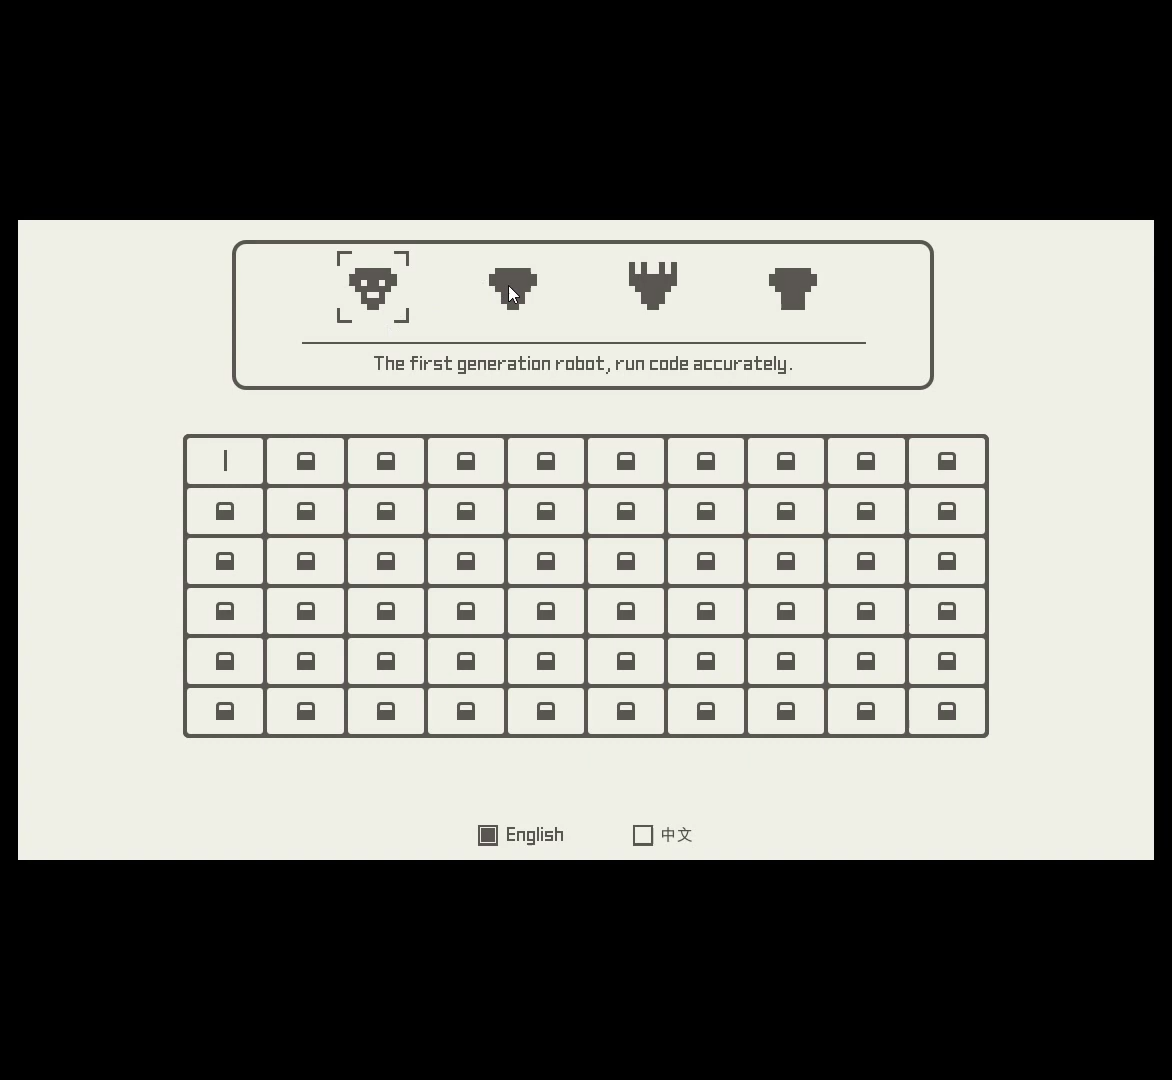 The first generation robot, run code accurately.
I
English
中文